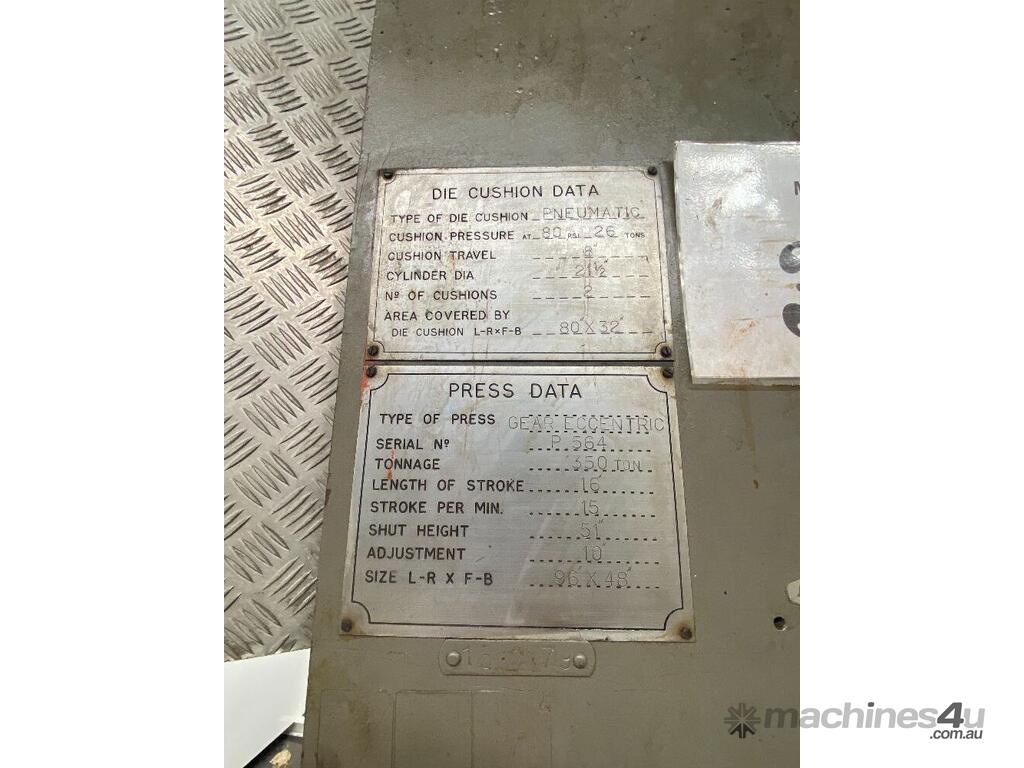 DIE CUSHION DATA
TYPE OF DIE CUSHION PNEUMATIC
CUSHION PRESSURE AT 80 PSI 26 TONS
CUSHION TRAVEL 8"
CYLINDER DIA 21½"
Nº OF CUSHIONS 2
AREA COVERED BY
DIE CUSHION L-R×F-B 80"X 32"
PRESS DATA
TYPE OF PRESS GEAR ECCENTRIC
SERIAL Nº P. 564
TONNAGE 350 TON
LENGTH OF STROKE 16"
STROKE PER MIN. 15
SHUT HEIGHT 51"
ADJUSTMENT 10"
SIZE L-R X F-B 96"X 48"
machines4u
.com.au